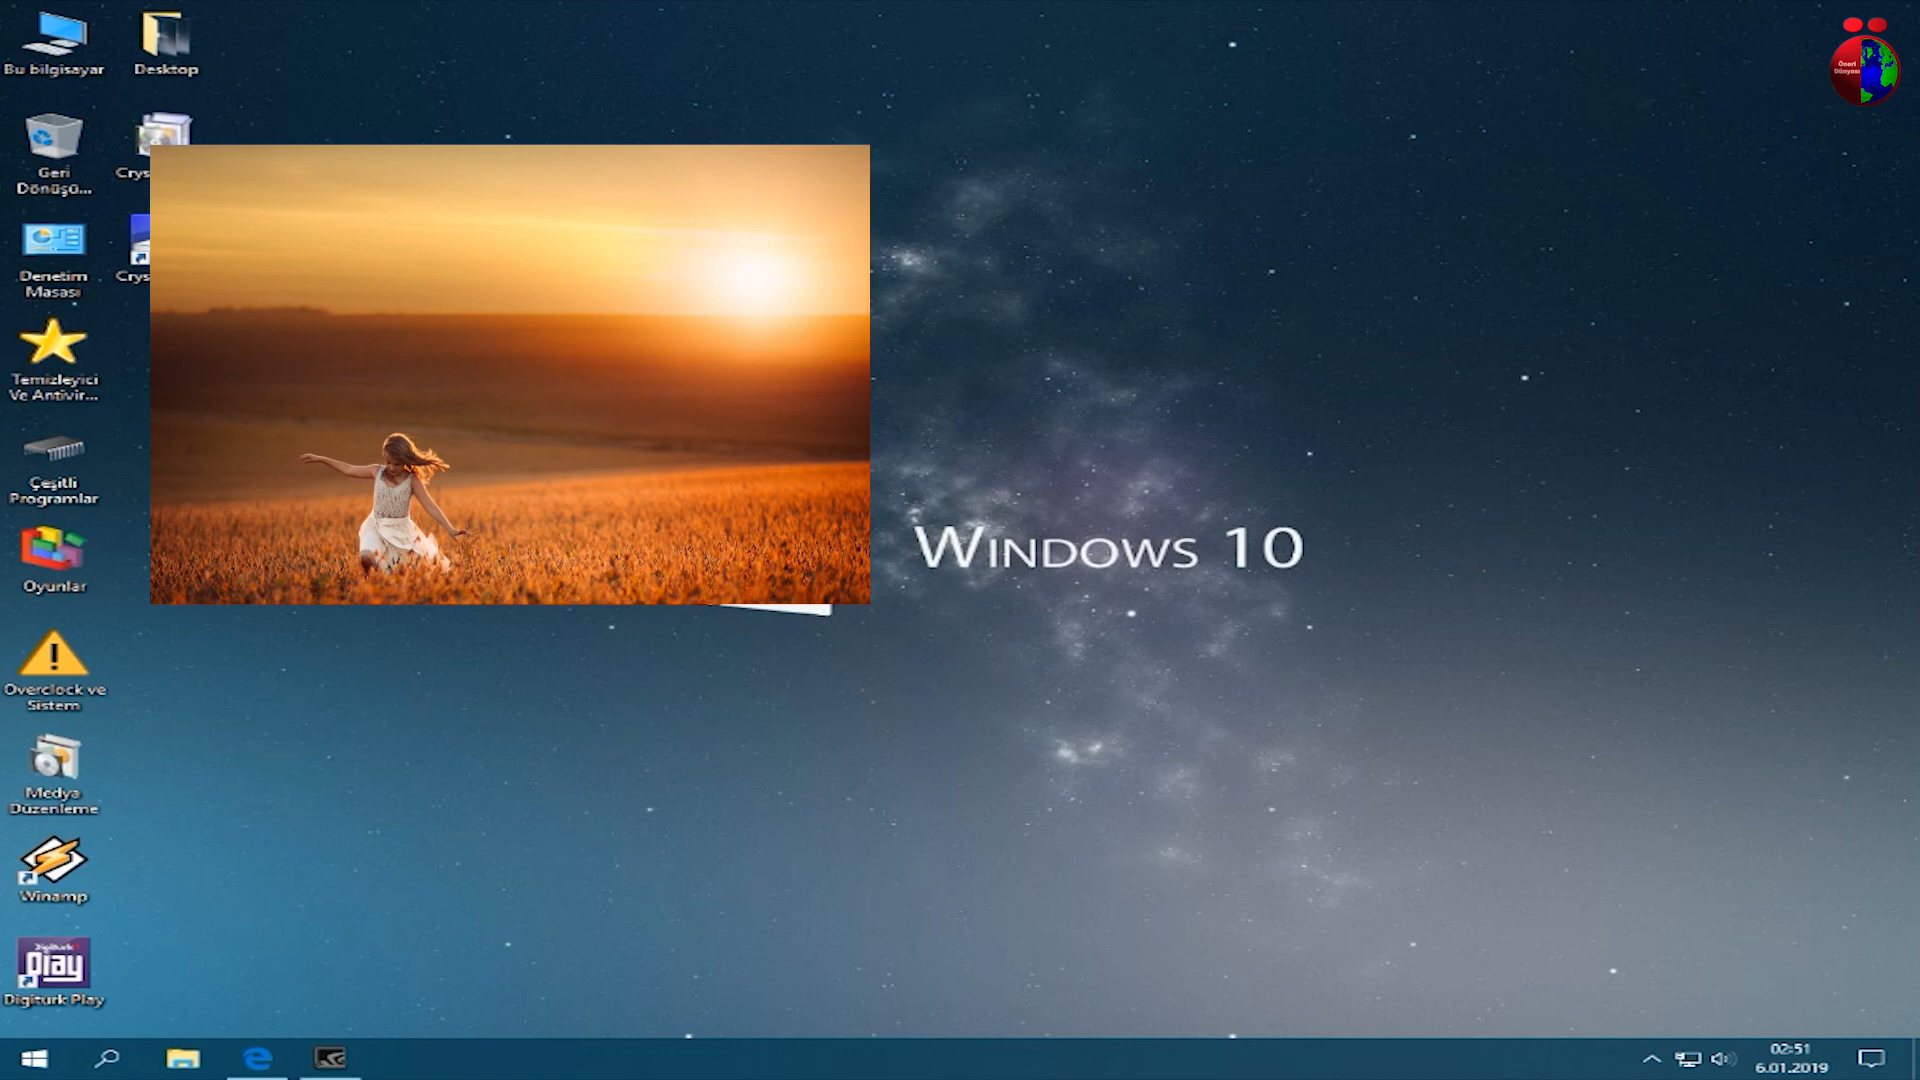 Bu bilgisayar
Desktop
Öneri
Dünyası
Geri
Dönüşü...
Crys
Denetim
Masası
Crys
Temizleyici
Ve Antivir...
Çeşitli
Programlar
Oyunlar
WINDOWS 10
Overclock ve
Sistem
Medya
Düzenleme
Winamp
Digiturk
play
Digiturk Play
02:51
6.01.2019